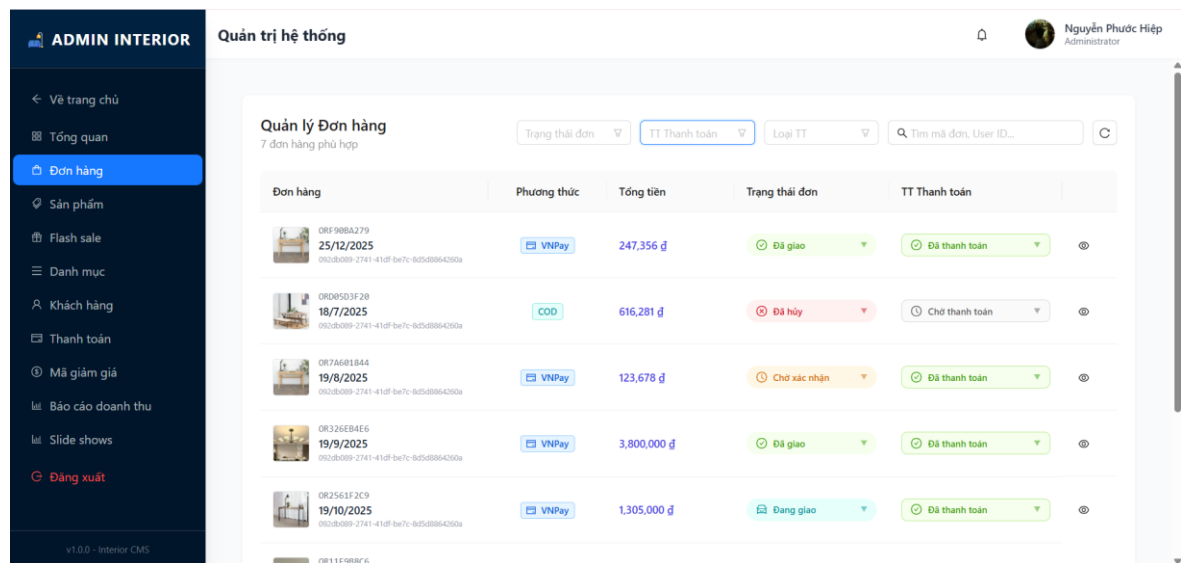 ADMIN INTERIOR
Quản trị hệ thống
Nguyễn Phước Hiệp
Administrator
Về trang chủ
Tổng quan
Đơn hàng
Sản phẩm
Flash sale
Danh mục
Khách hàng
Thanh toán
Mã giảm giá
Báo cáo doanh thu
Slide shows
Đăng xuất
v1.0.0 - Interior CMS
Quản lý Đơn hàng
7 đơn hàng phù hợp
Trạng thái đơn
TT Thanh toán
Loại TT
Tìm mã đơn, User ID...
Đơn hàng Phương thức Tổng tiền Trạng thái đơn TT Thanh toán
ORF90BA279
25/12/2025
092db089-2741-41df-be7c-8d5d8864260a
VNPay 247,356 ₫ Đã giao Đã thanh toán
ORD05D3F20
18/7/2025
092db089-2741-41df-be7c-8d5d8864260a
COD 616,281 ₫ Đã hủy Chờ thanh toán
OR7A601844
19/8/2025
092db089-2741-41df-be7c-8d5d8864260a
VNPay 123,678 ₫ Chờ xác nhận Đã thanh toán
OR326EB4E6
19/9/2025
092db089-2741-41df-be7c-8d5d8864260a
VNPay 3,800,000 ₫ Đã giao Đã thanh toán
OR2561F2C9
19/10/2025
092db089-2741-41df-be7c-8d5d8864260a
VNPay 1,305,000 ₫ Đang giao Đã thanh toán